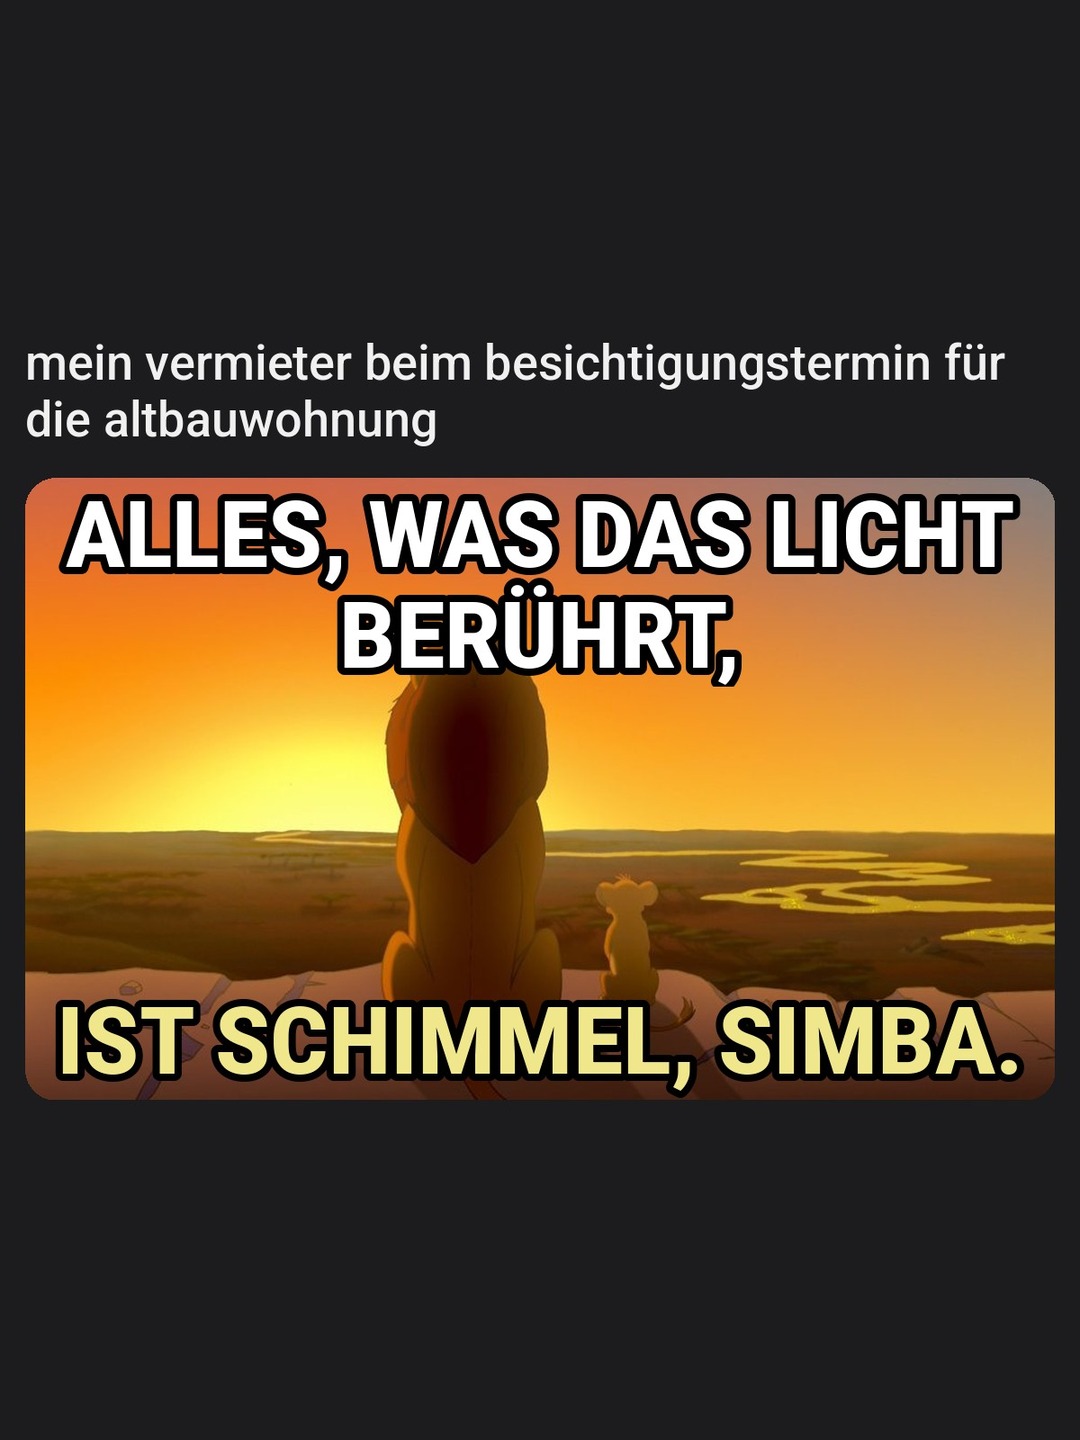 mein vermieter beim besichtigungstermin für
die altbauwohnung
ALLES, WAS DAS LICHT
BERÜHRT,
IST SCHIMMEL, SIMBA.